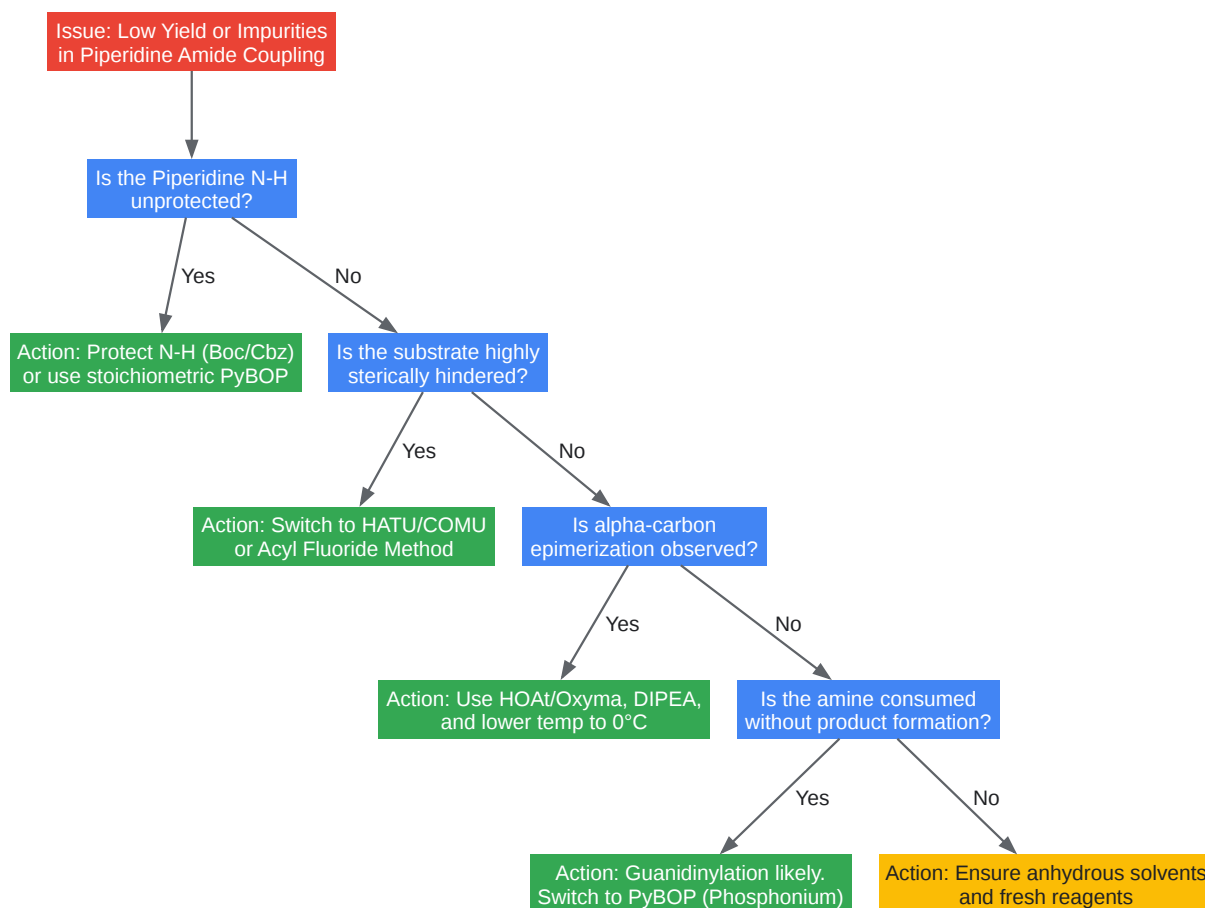 Issue: Low Yield or Impurities
in Piperidine Amide Coupling
Is the Piperidine N-H
unprotected?
Yes
No
Action: Protect N-H (Boc/Cbz)
or use stoichiometric PyBOP
Is the substrate highly
sterically hindered?
Yes
No
Action: Switch to HATU/COMU
or Acyl Fluoride Method
Is alpha-carbon
epimerization observed?
Yes
No
Action: Use HOAt/Oxyma, DIPEA,
and lower temp to 0°C
Is the amine consumed
without product formation?
Yes
No
Action: Guanidinylation likely.
Switch to PyBOP (Phosphonium)
Action: Ensure anhydrous solvents
and fresh reagents